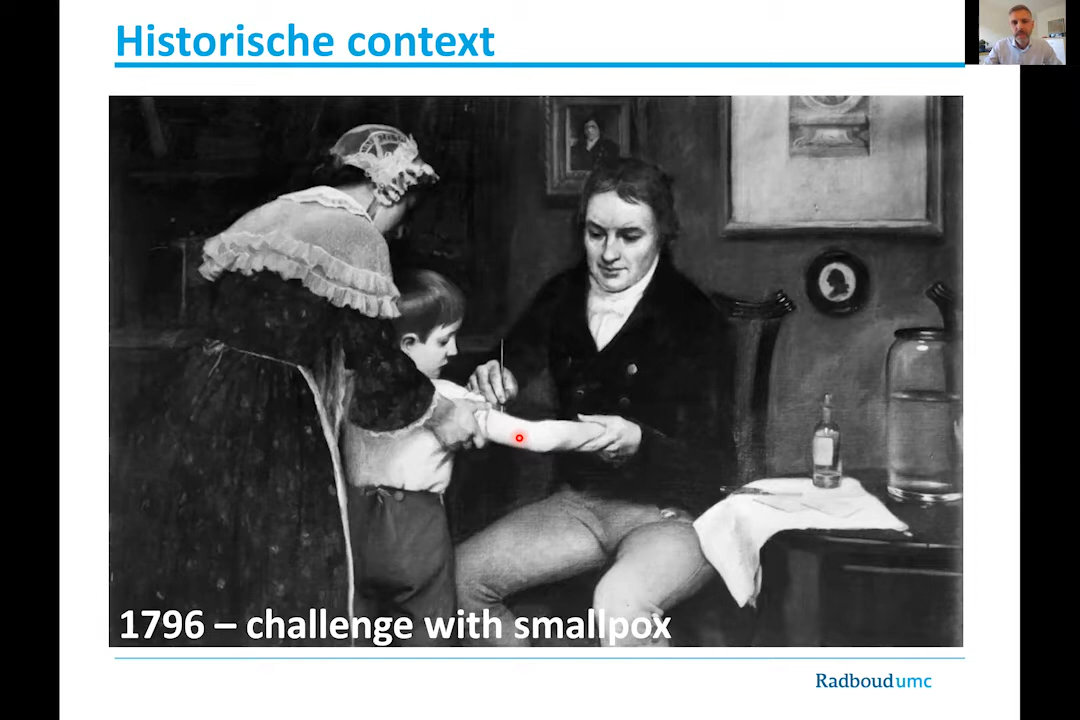 Historische context
1796 – challenge with smallpox
Radboudumc